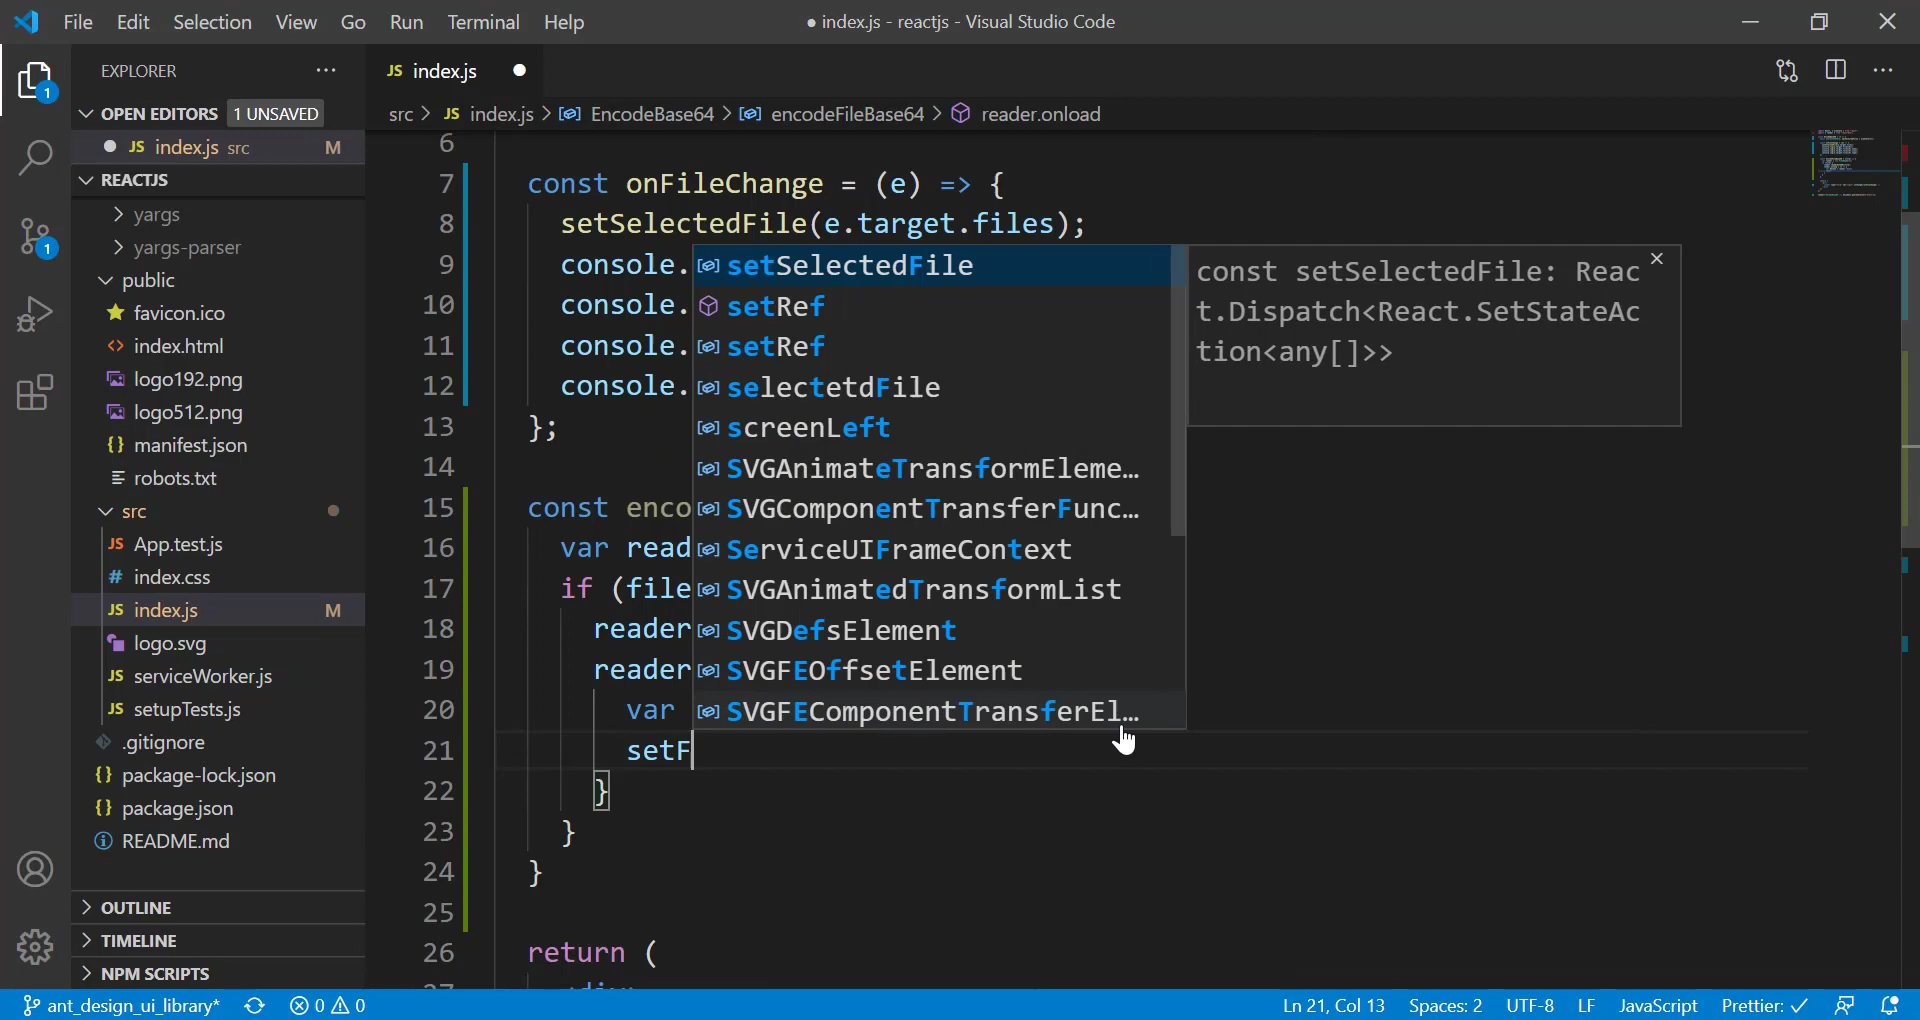 File Edit Selection View Go Run Terminal Help
● index.js - reactjs - Visual Studio Code
EXPLORER
OPEN EDITORS 1 UNSAVED
JS index.js src M
REACTJS
yargs
yargs-parser
public
favicon.ico
<> index.html
logo192.png
logo512.png
{} manifest.json
robots.txt
src
JS App.test.js
# index.css
JS index.js M
logo.svg
JS serviceWorker.js
JS setupTests.js
.gitignore
{} package-lock.json
{} package.json
README.md
OUTLINE
TIMELINE
NPM SCRIPTS
1
1
JS index.js
src > JS index.js > EncodeBase64 > encodeFileBase64 > reader.onload
6
7 const onFileChange = (e) => {
8 setSelectedFile(e.target.files);
9 console.
10 console.
11 console.
12 console.
13 };
14
15 const enco
16 var read
17 if (file
18 reader
19 reader
20 var
21 setF
22 }
23 }
24 }
25
26 return (
setSelectedFile
setRef
setRef
selectetdFile
screenLeft
SVGAnimateTransformEleme…
SVGComponentTransferFunc…
ServiceUIFrameContext
SVGAnimatedTransformList
SVGDefsElement
SVGFEOffsetElement
SVGFEComponentTransferEl…
const setSelectedFile: Reac
t.Dispatch<React.SetStateAc
tion<any[]>>
ant_design_ui_library* 0 0 Ln 21, Col 13 Spaces: 2 UTF-8 LF JavaScript Prettier: ✓